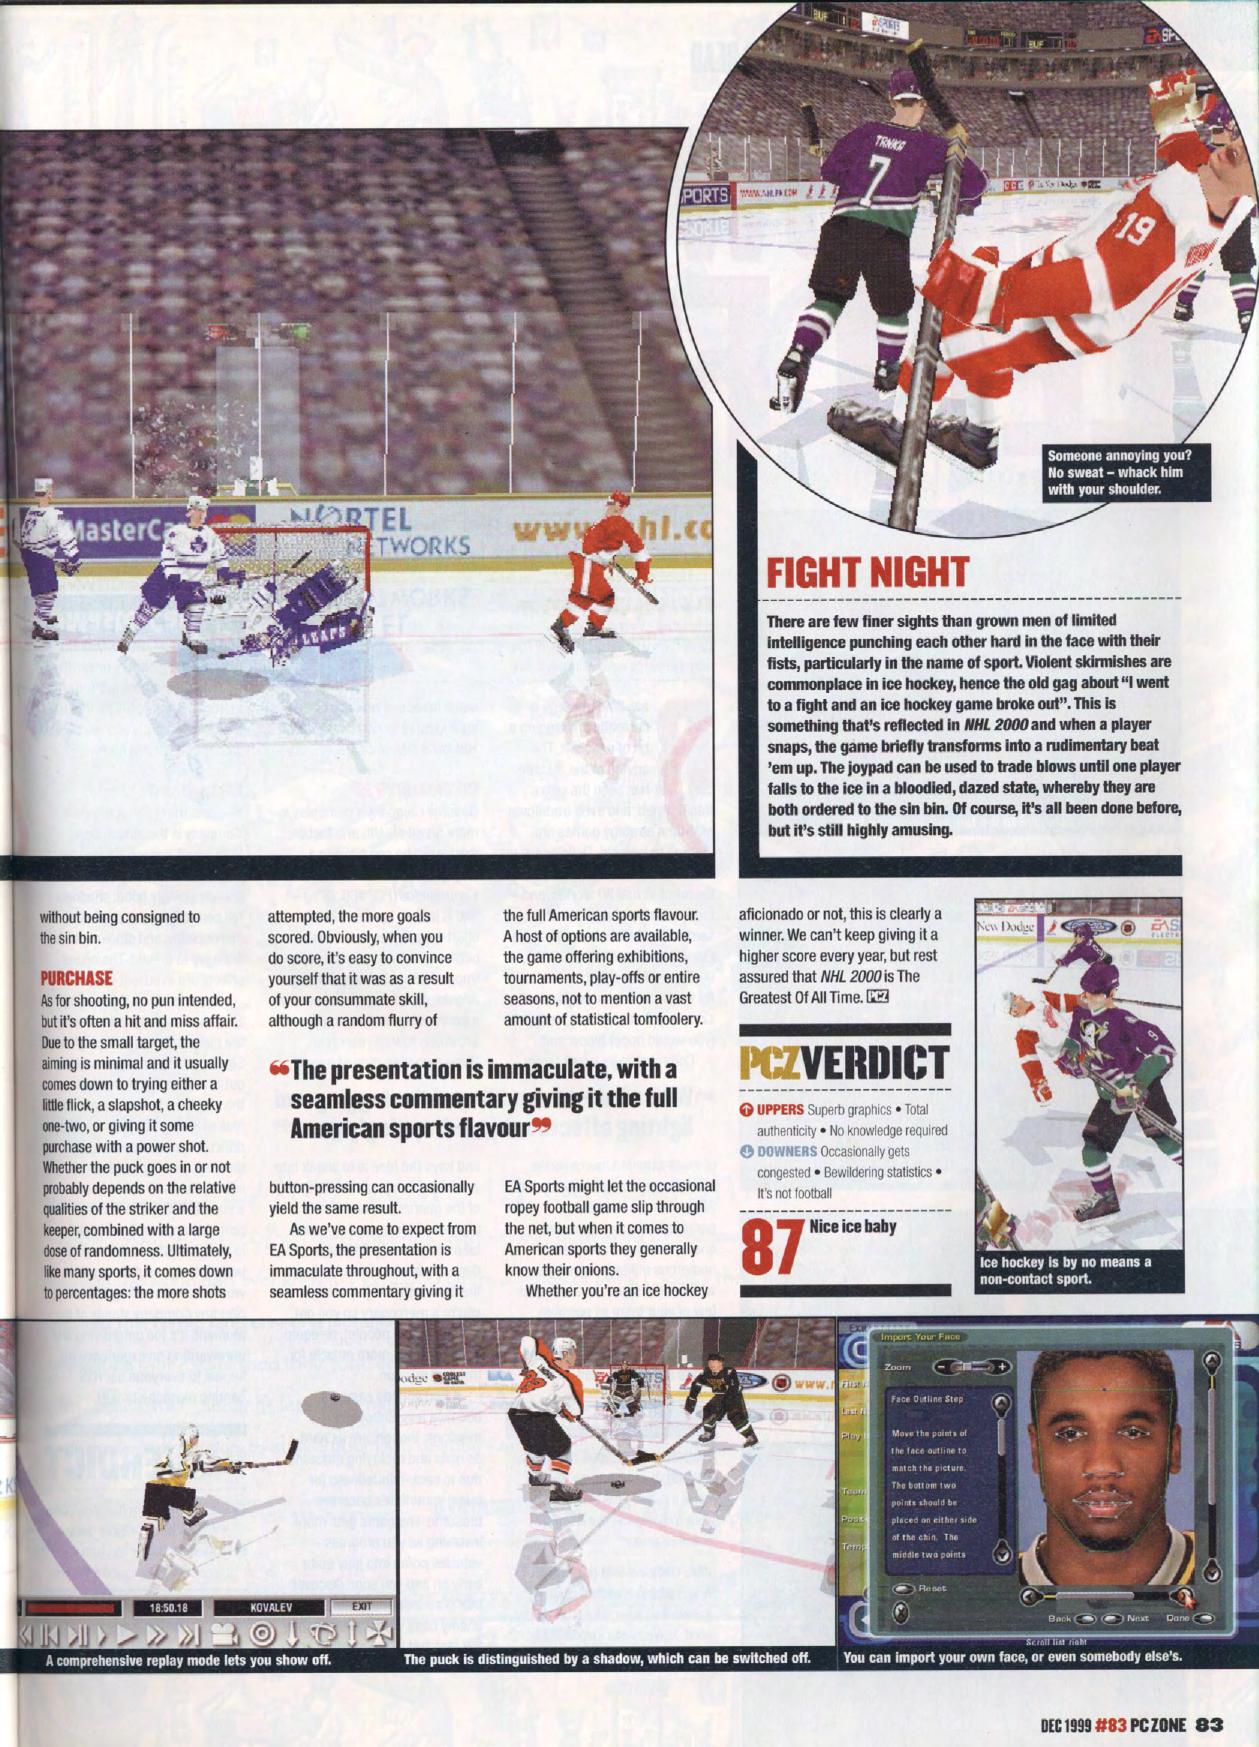 BUF
EA SPORTS
BUF
TRNKA
7
19
SPORTS
WWW.NHLPA.COM
MasterCa
NORTEL
NETWORKS
www.nhl.co
LEAFS
Someone annoying you?
No sweat – whack him
with your shoulder.
FIGHT NIGHT
There are few finer sights than grown men of limited
intelligence punching each other hard in the face with their
fists, particularly in the name of sport. Violent skirmishes are
commonplace in ice hockey, hence the old gag about “I went
to a fight and an ice hockey game broke out”. This is
something that's reflected in NHL 2000 and when a player
snaps, the game briefly transforms into a rudimentary beat
'em up. The joypad can be used to trade blows until one player
falls to the ice in a bloodied, dazed state, whereby they are
both ordered to the sin bin. Of course, it's all been done before,
but it's still highly amusing.
without being consigned to
the sin bin.
PURCHASE
As for shooting, no pun intended,
but it's often a hit and miss affair.
Due to the small target, the
aiming is minimal and it usually
comes down to trying either a
little flick, a slapshot, a cheeky
one-two, or giving it some
purchase with a power shot.
Whether the puck goes in or not
probably depends on the relative
qualities of the striker and the
keeper, combined with a large
dose of randomness. Ultimately,
like many sports, it comes down
to percentages: the more shots
attempted, the more goals
scored. Obviously, when you
do score, it's easy to convince
yourself that it was as a result
of your consummate skill,
although a random flurry of
“The presentation is immaculate, with a
seamless commentary giving it the full
American sports flavour”
button-pressing can occasionally
yield the same result.
As we've come to expect from
EA Sports, the presentation is
immaculate throughout, with a
seamless commentary giving it
the full American sports flavour.
A host of options are available,
the game offering exhibitions,
tournaments, play-offs or entire
seasons, not to mention a vast
amount of statistical tomfoolery.
EA Sports might let the occasional
ropey football game slip through
the net, but when it comes to
American sports they generally
know their onions.
Whether you're an ice hockey
aficionado or not, this is clearly a
winner. We can't keep giving it a
higher score every year, but rest
assured that NHL 2000 is The
Greatest Of All Time. PCZ
PCZVERDICT
UPPERS Superb graphics • Total
authenticity • No knowledge required
DOWNERS Occasionally gets
congested • Bewildering statistics •
It's not football
87 Nice ice baby
New Dodge
9
Ice hockey is by no means a
non-contact sport.
18:50.18 KOVALEV EXIT
A comprehensive replay mode lets you show off.
The puck is distinguished by a shadow, which can be switched off.
Import Your Face
Zoom
Face Outline Step
Move the points of
the face outline to
match the picture.
The bottom two
points should be
placed on either side
of the chin. The
middle two points
Reset
Back Next Done
Scroll list right
You can import your own face, or even somebody else's.
DEC 1999 #83 PC ZONE 83